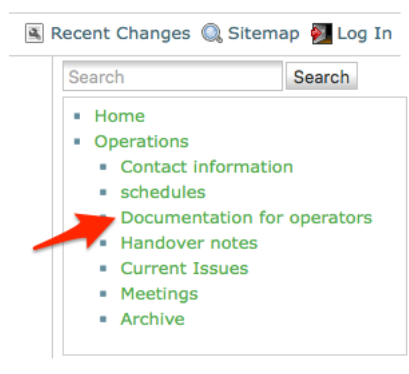 Recent Changes Sitemap Log In
Search Search
Home
Operations
Contact information
schedules
Documentation for operators
Handover notes
Current Issues
Meetings
Archive